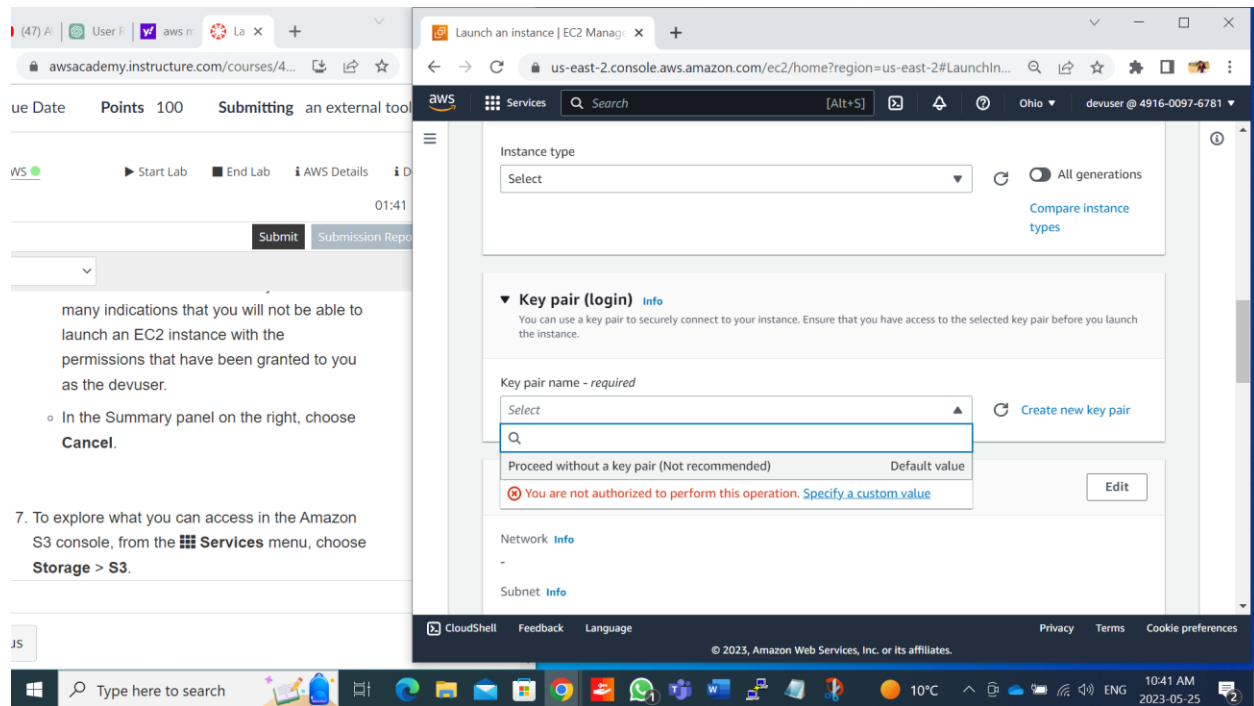 (47) A
User F
aws m
La
ue Date Points 100 Submitting an external tool
awsacademy.instructure.com/courses/4...
WS
Start Lab End Lab AWS Details
01:41
Submit Submission Repo
many indications that you will not be able to
launch an EC2 instance with the
permissions that have been granted to you
as the devuser.
In the Summary panel on the right, choose
Cancel.
7. To explore what you can access in the Amazon
S3 console, from the Services menu, choose
Storage > S3.
us
Launch an instance | EC2 Manage
us-east-2.console.aws.amazon.com/ec2/home?region=us-east-2#LaunchIn...
aws Services Search [Alt+S] Ohio devuser @ 4916-0097-6781
Instance type
Select
All generations
Compare instance
types
Key pair (login) Info
You can use a key pair to securely connect to your instance. Ensure that you have access to the selected key pair before you launch
the instance.
Key pair name - required
Select
Create new key pair
Proceed without a key pair (Not recommended) Default value
You are not authorized to perform this operation. Specify a custom value
Edit
Network Info
-
Subnet Info
CloudShell Feedback Language Privacy Terms Cookie preferences
© 2023, Amazon Web Services, Inc. or its affiliates.
Type here to search
10°C
ENG
10:41 AM
2023-05-25